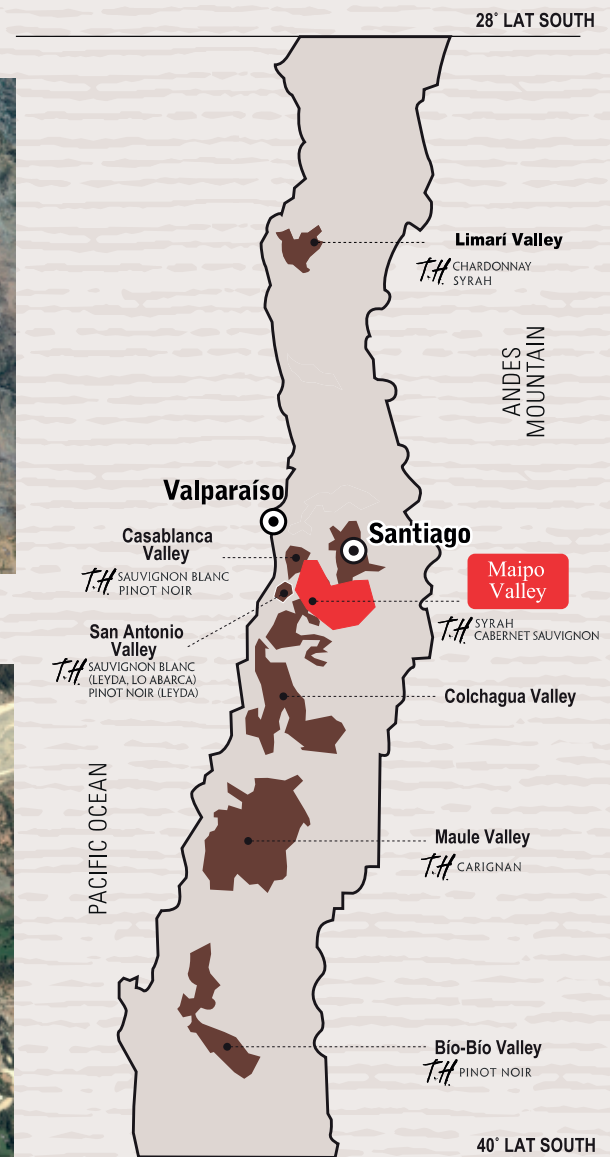 28° LAT SOUTH
Limarí Valley
T.H. CHARDONNAY
SYRAH
ANDES
MOUNTAIN
Valparaíso
Santiago
Casablanca
Valley
T.H. SAUVIGNON BLANC
PINOT NOIR
Maipo
Valley
T.H. SYRAH
CABERNET SAUVIGNON
San Antonio
Valley
T.H. SAUVIGNON BLANC
(LEYDA, LO ABARCA)
PINOT NOIR (LEYDA)
Colchagua Valley
PACIFIC OCEAN
Maule Valley
T.H. CARIGNAN
Bío-Bío Valley
T.H. PINOT NOIR
40° LAT SOUTH